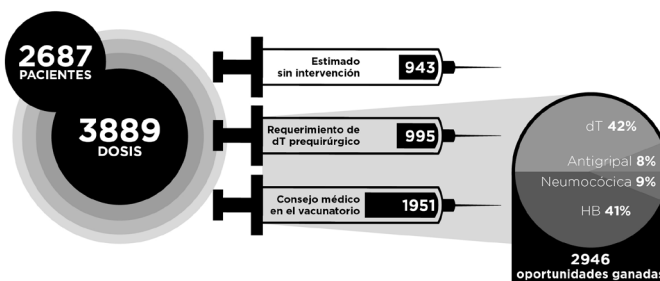 2687
PACIENTES
3889
DOSIS
Estimado
sin intervención
943
Requerimiento de
dT prequirúrgico
995
Consejo médico
en el vacunatorio
1951
dT 42%
Antigripal 8%
Neumocócica 9%
HB 41%
2946
oportunidades ganadas